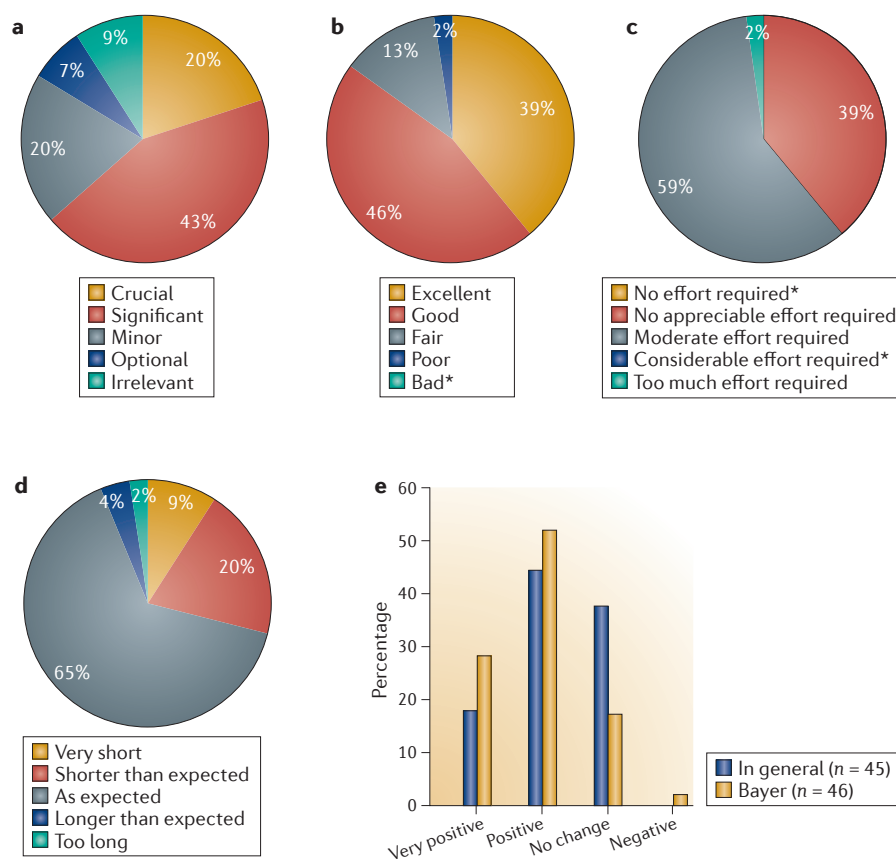 a
9%
20%
7%
20%
43%
Crucial
Significant
Minor
Optional
Irrelevant
b
2%
13%
39%
46%
Excellent
Good
Fair
Poor
Bad*
c
2%
39%
59%
No effort required*
No appreciable effort required
Moderate effort required
Considerable effort required*
Too much effort required
d
4%
2%
9%
20%
65%
Very short
Shorter than expected
As expected
Longer than expected
Too long
e
60
50
40
30
20
10
0
Percentage
Very positive
Positive
No change
Negative
In general (n = 45)
Bayer (n = 46)